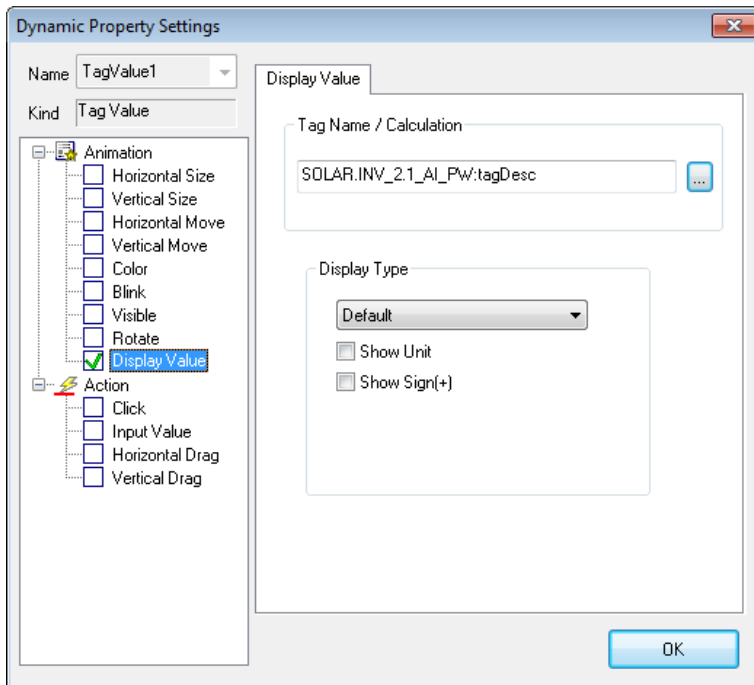 Dynamic Property Settings
Name TagValue1
Kind Tag Value
Animation
Horizontal Size
Vertical Size
Horizontal Move
Vertical Move
Color
Blink
Visible
Rotate
Display Value
Action
Click
Input Value
Horizontal Drag
Vertical Drag
Display Value
Tag Name / Calculation
SOLAR.INV_2.1_AI_PW:tagDesc
...
Display Type
Default
Show Unit
Show Sign(+)
OK